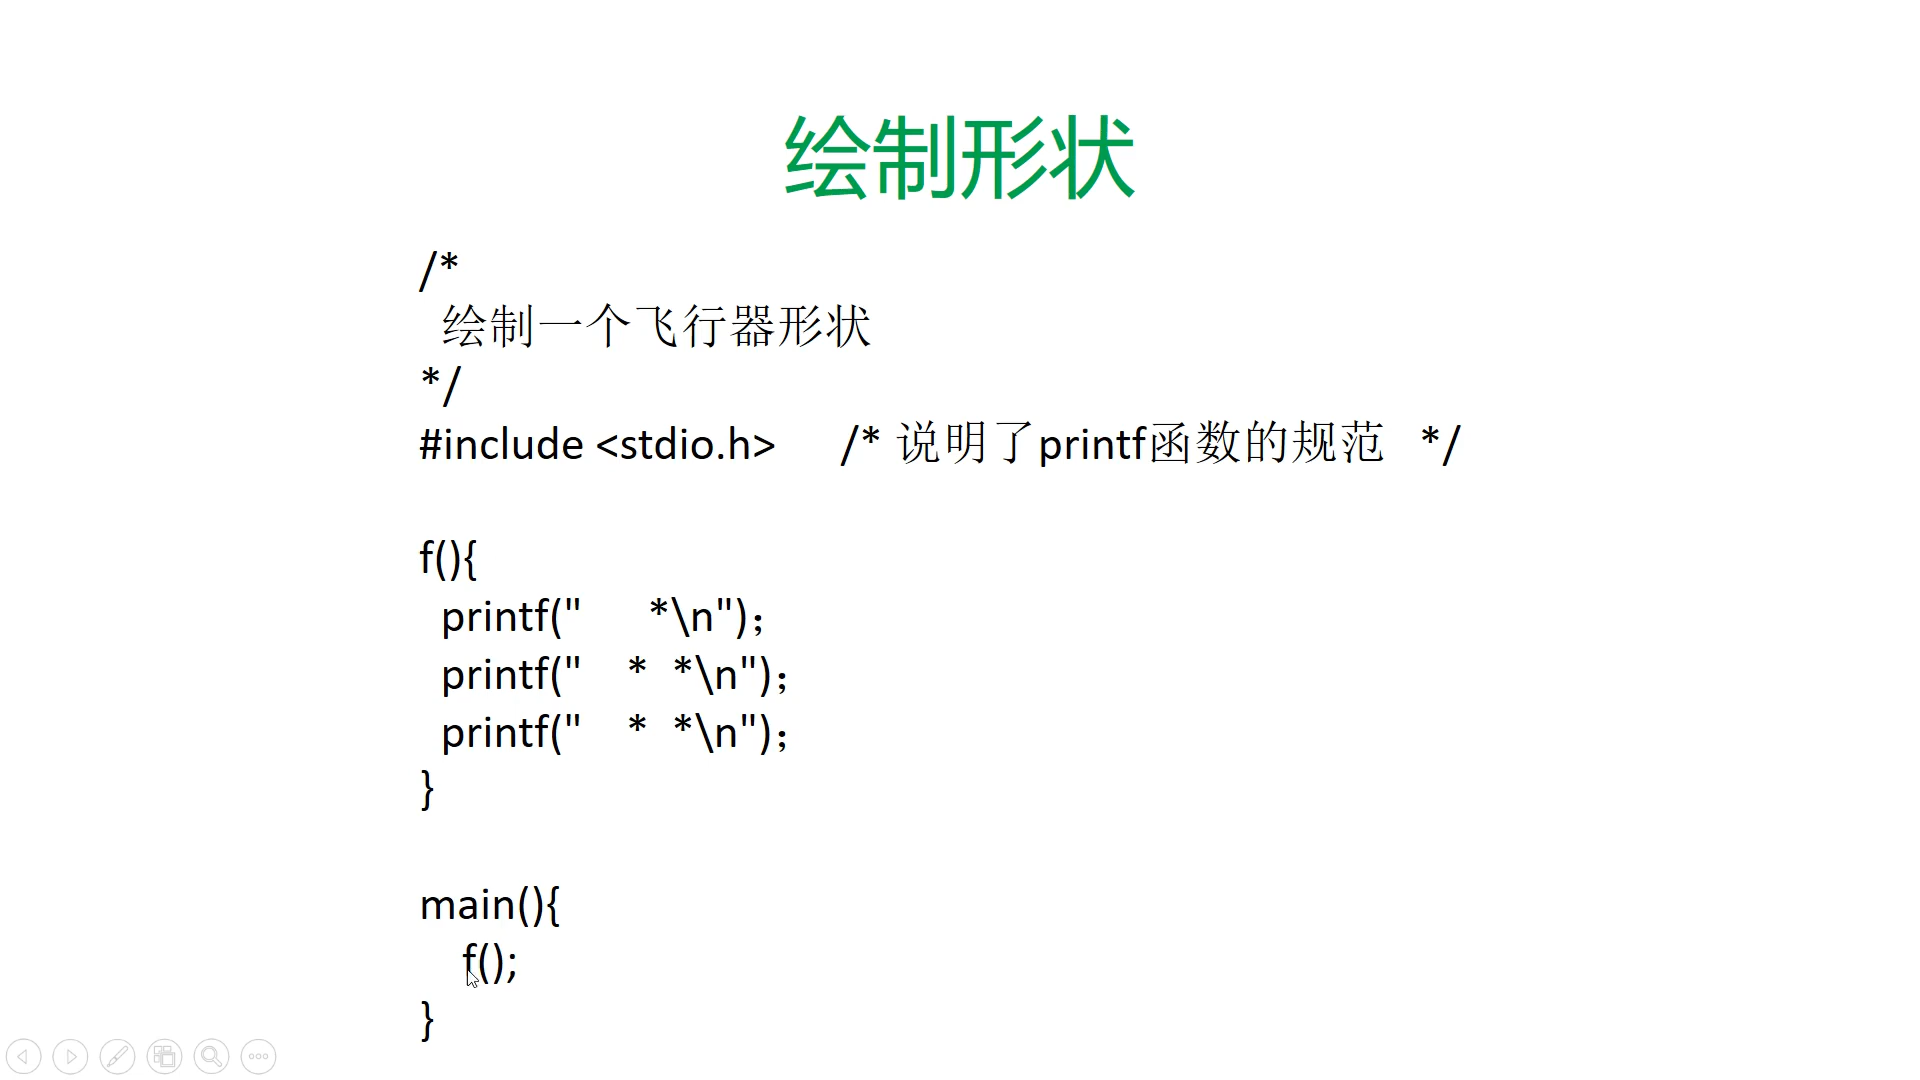 绘制形状
/*
  绘制一个飞行器形状
*/
#include <stdio.h>      /* 说明了printf函数的规范   */
f(){
  printf("      *\n");
  printf("    *  *\n");
  printf("    *  *\n");
}
main(){
    f();
}